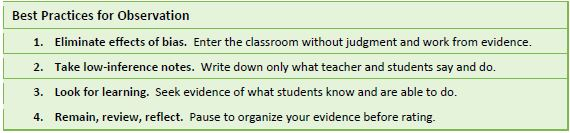 Best Practices for Observation
1. Eliminate effects of bias. Enter the classroom without judgment and work from evidence.
2. Take low-inference notes. Write down only what teacher and students say and do.
3. Look for learning. Seek evidence of what students know and are able to do.
4. Remain, review, reflect. Pause to organize your evidence before rating.